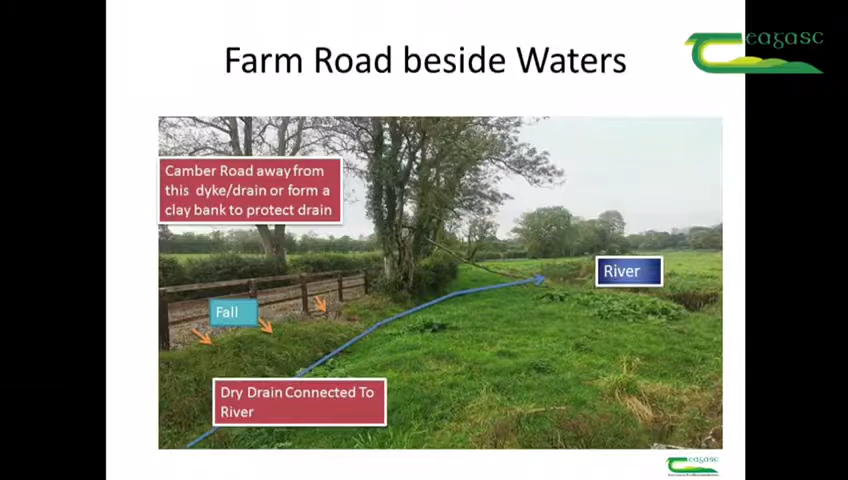 Teagasc
Farm Road beside Waters
Camber Road away from
this dyke/drain or form a
clay bank to protect drain
River
Fall
Dry Drain Connected To
River
Teagasc